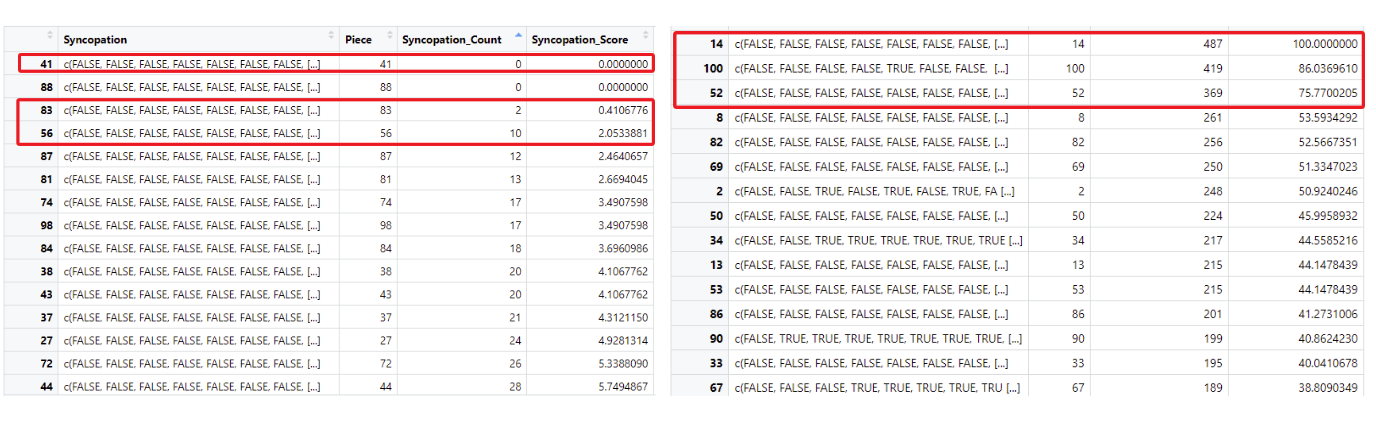 Syncopation Piece Syncopation_Count Syncopation_Score
41 c(FALSE, FALSE, FALSE, FALSE, FALSE, FALSE, FALSE, [...] 41 0 0.0000000
88 c(FALSE, FALSE, FALSE, FALSE, FALSE, FALSE, FALSE, [...] 88 0 0.0000000
83 c(FALSE, FALSE, FALSE, FALSE, FALSE, FALSE, FALSE, [...] 83 2 0.4106776
56 c(FALSE, FALSE, FALSE, FALSE, FALSE, FALSE, FALSE, [...] 56 10 2.0533881
87 c(FALSE, FALSE, FALSE, FALSE, FALSE, FALSE, FALSE, [...] 87 12 2.4640657
81 c(FALSE, FALSE, FALSE, FALSE, FALSE, FALSE, FALSE, [...] 81 13 2.6694045
74 c(FALSE, FALSE, FALSE, FALSE, FALSE, FALSE, FALSE, [...] 74 17 3.4907598
98 c(FALSE, FALSE, FALSE, FALSE, FALSE, FALSE, FALSE, [...] 98 17 3.4907598
84 c(FALSE, FALSE, FALSE, FALSE, FALSE, FALSE, FALSE, [...] 84 18 3.6960986
38 c(FALSE, FALSE, FALSE, FALSE, FALSE, FALSE, FALSE, [...] 38 20 4.1067762
43 c(FALSE, FALSE, FALSE, FALSE, FALSE, FALSE, FALSE, [...] 43 20 4.1067762
37 c(FALSE, FALSE, FALSE, FALSE, FALSE, FALSE, FALSE, [...] 37 21 4.3121150
27 c(FALSE, FALSE, FALSE, FALSE, FALSE, FALSE, FALSE, [...] 27 24 4.9281314
72 c(FALSE, FALSE, FALSE, FALSE, FALSE, FALSE, FALSE, [...] 72 26 5.3388090
44 c(FALSE, FALSE, FALSE, FALSE, FALSE, FALSE, FALSE, [...] 44 28 5.7494867
14 c(FALSE, FALSE, FALSE, FALSE, FALSE, FALSE, FALSE, [...] 14 487 100.0000000
100 c(FALSE, FALSE, FALSE, FALSE, TRUE, FALSE, FALSE, [...] 100 419 86.0369610
52 c(FALSE, FALSE, FALSE, FALSE, FALSE, FALSE, FALSE, [...] 52 369 75.7700205
8 c(FALSE, FALSE, FALSE, FALSE, FALSE, FALSE, FALSE, [...] 8 261 53.5934292
82 c(FALSE, FALSE, FALSE, FALSE, FALSE, FALSE, FALSE, [...] 82 256 52.5667351
69 c(FALSE, FALSE, FALSE, FALSE, FALSE, FALSE, FALSE, [...] 69 250 51.3347023
2 c(FALSE, FALSE, TRUE, FALSE, TRUE, FALSE, TRUE, FA [...] 2 248 50.9240246
50 c(FALSE, FALSE, FALSE, FALSE, FALSE, FALSE, FALSE, [...] 50 224 45.9958932
34 c(FALSE, FALSE, TRUE, TRUE, TRUE, TRUE, TRUE, TRUE [...] 34 217 44.5585216
13 c(FALSE, FALSE, FALSE, FALSE, FALSE, FALSE, FALSE, [...] 13 215 44.1478439
53 c(FALSE, FALSE, FALSE, FALSE, FALSE, FALSE, FALSE, [...] 53 215 44.1478439
86 c(FALSE, FALSE, FALSE, FALSE, FALSE, FALSE, FALSE, [...] 86 201 41.2731006
90 c(FALSE, TRUE, TRUE, TRUE, TRUE, TRUE, TRUE, TRUE, [...] 90 199 40.8624230
33 c(FALSE, FALSE, FALSE, FALSE, FALSE, FALSE, FALSE, [...] 33 195 40.0410678
67 c(FALSE, FALSE, FALSE, TRUE, TRUE, TRUE, TRUE, TRU [...] 67 189 38.8090349